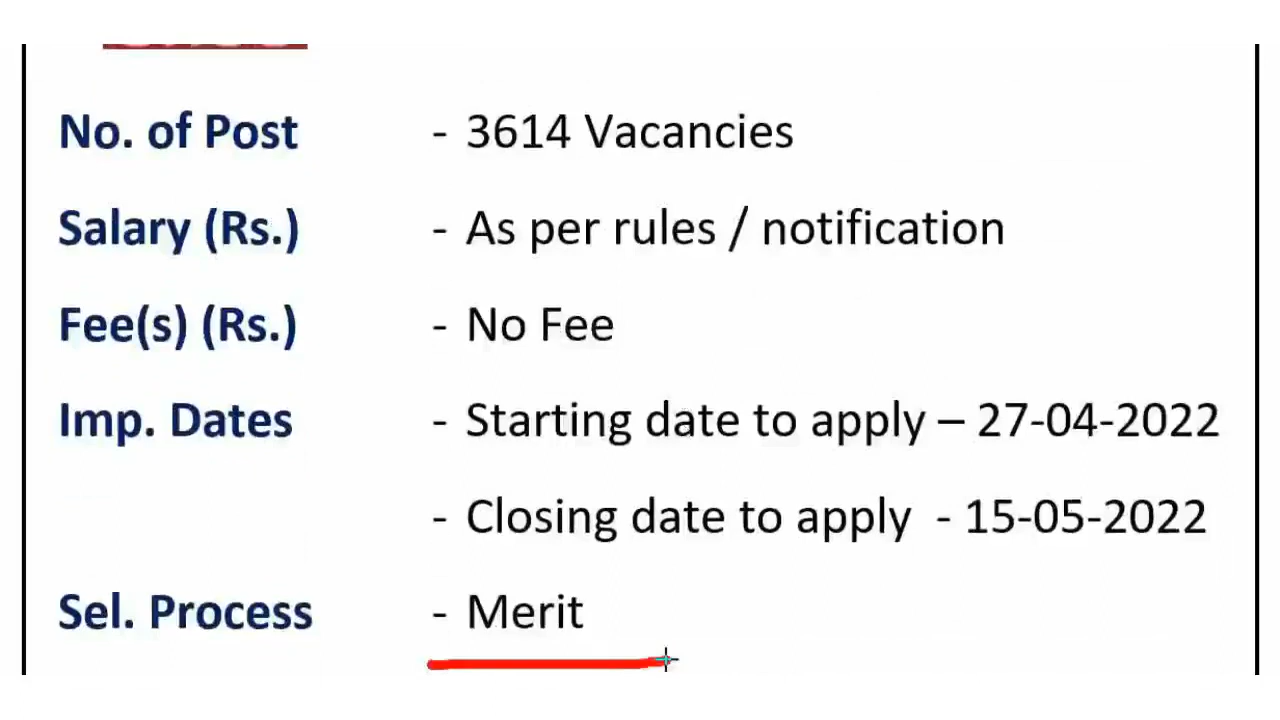 No. of Post - 3614 Vacancies
Salary (Rs.) - As per rules / notification
Fee(s) (Rs.) - No Fee
Imp. Dates - Starting date to apply – 27-04-2022
- Closing date to apply - 15-05-2022
Sel. Process - Merit